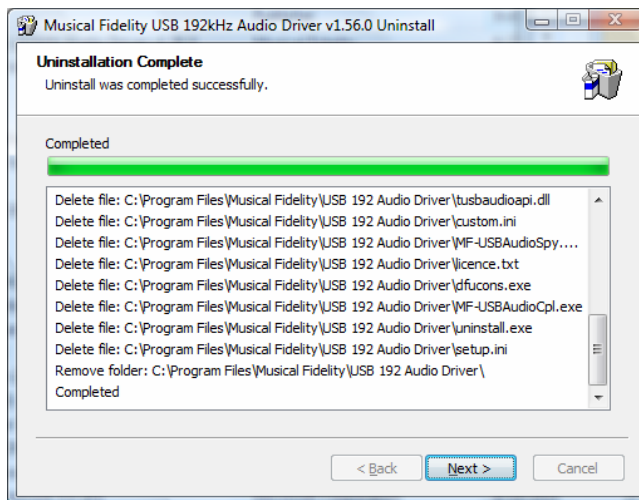 Musical Fidelity USB 192kHz Audio Driver v1.56.0 Uninstall
Uninstallation Complete
Uninstall was completed successfully.
Completed
Delete file: C:\Program Files\Musical Fidelity\USB 192 Audio Driver\tusbaudioapi.dll
Delete file: C:\Program Files\Musical Fidelity\USB 192 Audio Driver\custom.ini
Delete file: C:\Program Files\Musical Fidelity\USB 192 Audio Driver\MF-USBAudioSpy....
Delete file: C:\Program Files\Musical Fidelity\USB 192 Audio Driver\licence.txt
Delete file: C:\Program Files\Musical Fidelity\USB 192 Audio Driver\dfucons.exe
Delete file: C:\Program Files\Musical Fidelity\USB 192 Audio Driver\MF-USBAudioCpl.exe
Delete file: C:\Program Files\Musical Fidelity\USB 192 Audio Driver\uninstall.exe
Delete file: C:\Program Files\Musical Fidelity\USB 192 Audio Driver\setup.ini
Remove folder: C:\Program Files\Musical Fidelity\USB 192 Audio Driver\
Completed
< Back Next > Cancel